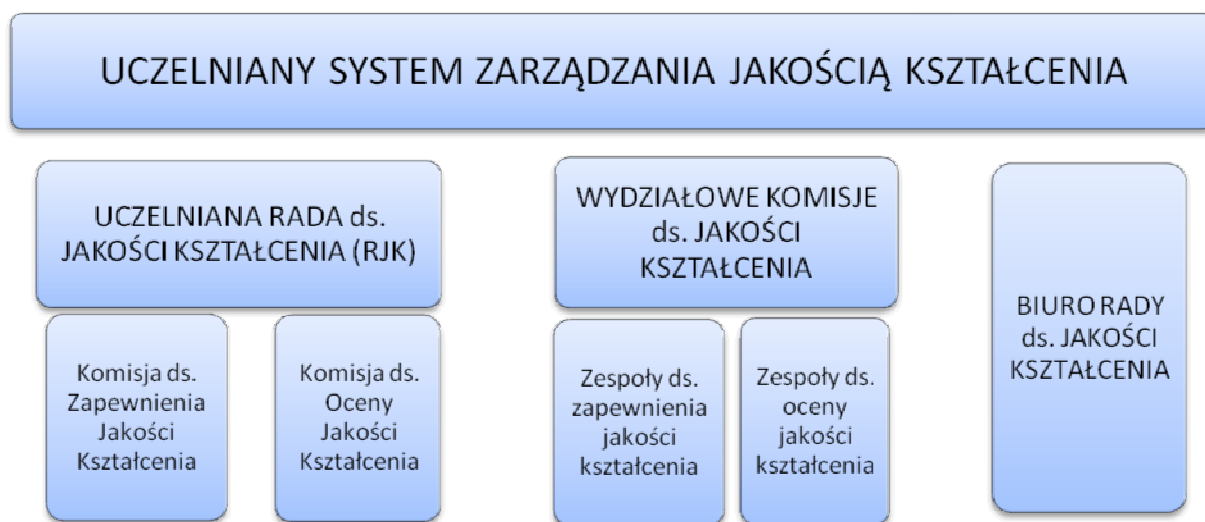 UCZELNIANY SYSTEM ZARZĄDZANIA JAKOŚCIĄ KSZTAŁCENIA
UCZELNIANA RADA ds.
JAKOŚCI KSZTAŁCENIA (RJK)
WYDZIAŁOWE KOMISJE
ds. JAKOŚCI
KSZTAŁCENIA
BIURO RADY
ds. JAKOŚCI
KSZTAŁCENIA
Komisja ds.
Zapewnienia
Jakości
Kształcenia
Komisja ds.
Oceny
Jakości
Kształcenia
Zespoły ds.
zapewnienia
jakości
kształcenia
Zespoły ds.
oceny
jakości
kształcenia